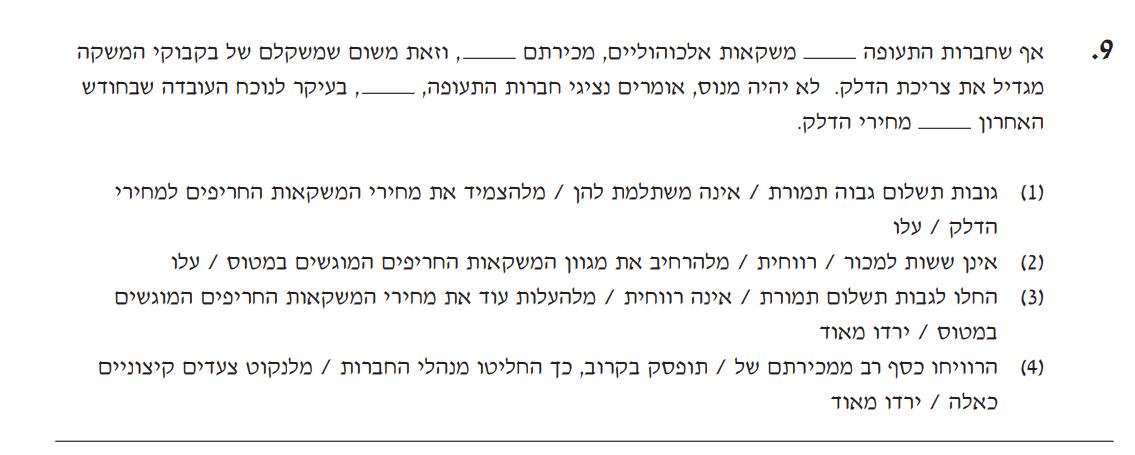 9. אף שחברות התעופה _____ משקאות אלכוהוליים, מכירתם _____, וזאת משום שמשקלם של בקבוקי המשקה
מגדיל את צריכת הדלק. לא יהיה מנוס, אומרים נציגי חברות התעופה, _____, בעיקר לנוכח העובדה שבחודש
האחרון _____ מחירי הדלק.
(1) גובות תשלום גבוה תמורת / אינה משתלמת להן / מלהצמיד את מחירי המשקאות החריפים למחירי
הדלק / עלו
(2) אינן ששות למכור / רווחית / מלהרחיב את מגוון המשקאות החריפים המוגשים במטוס / עלו
(3) החלו לגבות תשלום תמורת / אינה רווחית / מלהעלות עוד את מחירי המשקאות החריפים המוגשים
במטוס / ירדו מאוד
(4) הרוויחו כסף רב ממכירתם של / תופסק בקרוב, כך החליטו מנהלי החברות / מלנקוט צעדים קיצוניים
כאלה / ירדו מאוד